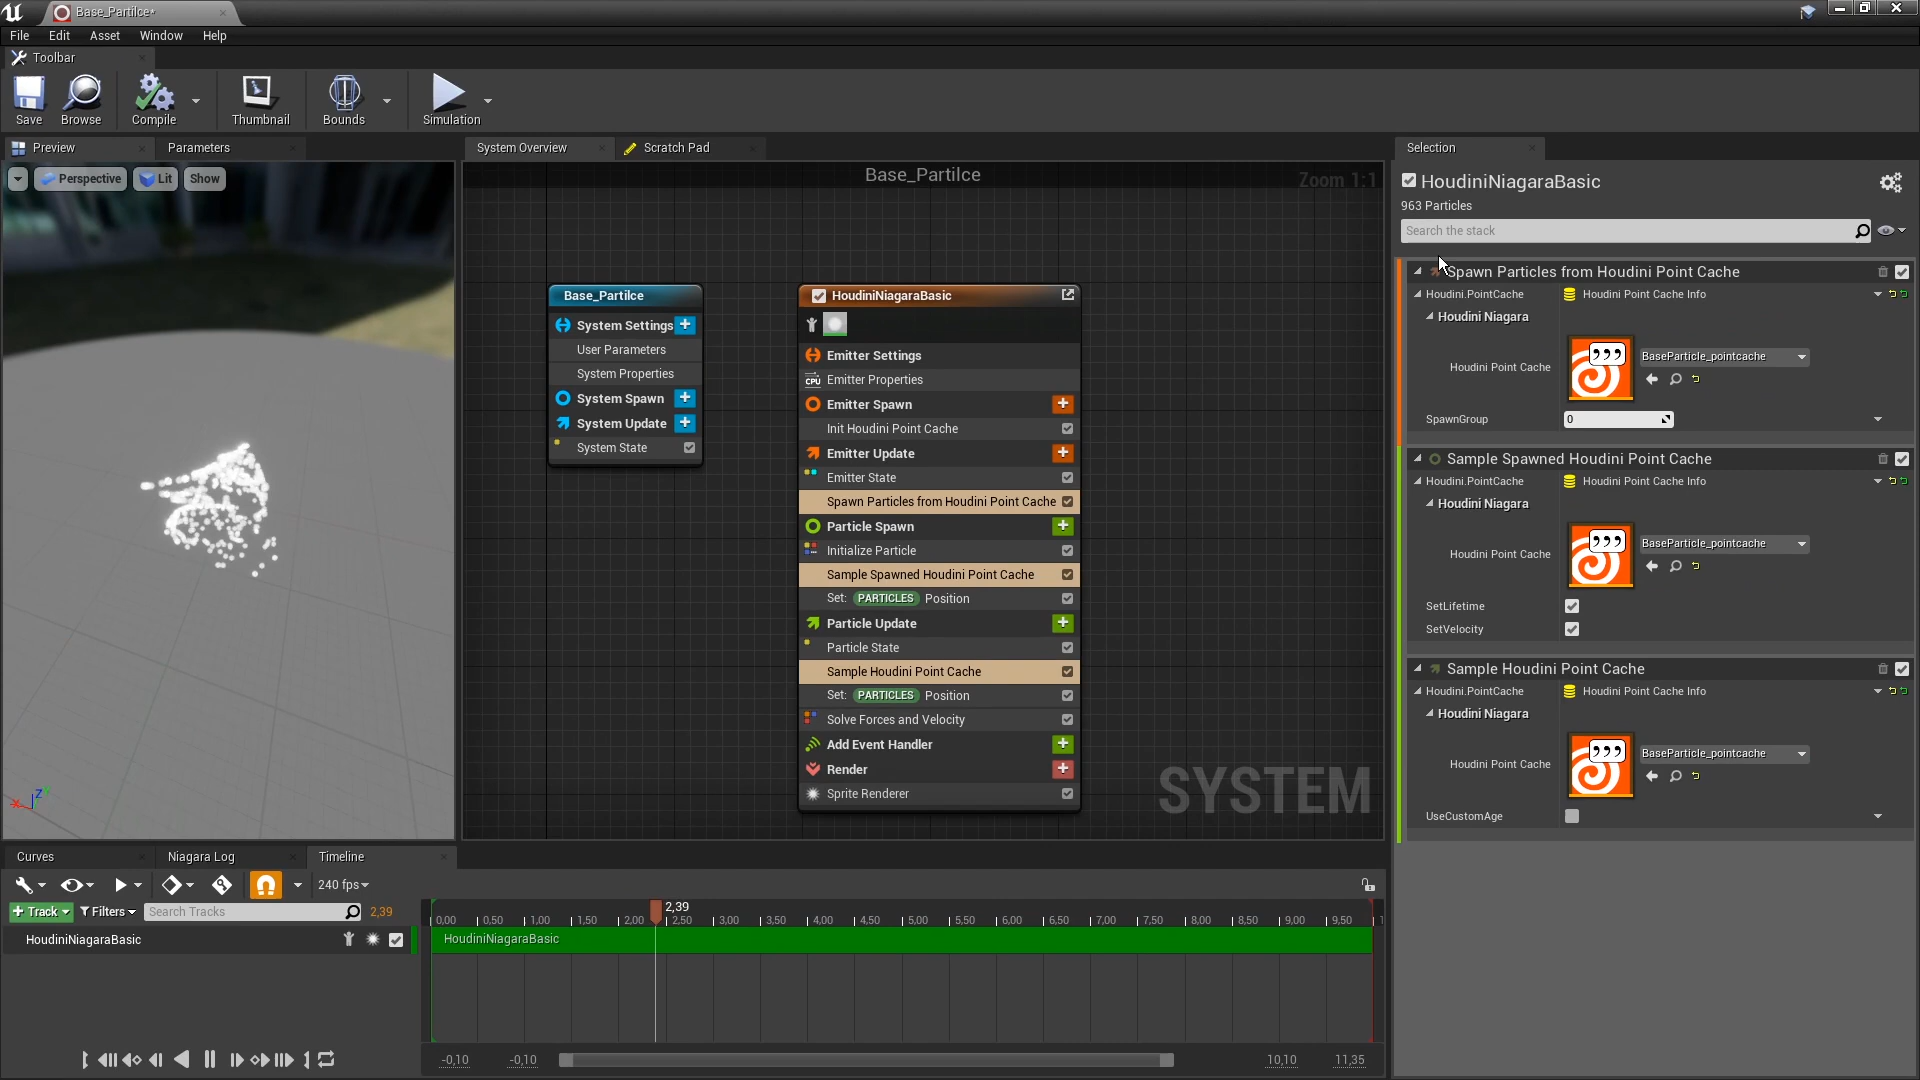 Base_Partilce*
File Edit Asset Window Help
Toolbar
Save Browse Compile Thumbnail Bounds Simulation
Preview Parameters
Perspective Lit Show
System Overview Scratch Pad
Base_Partilce
Zoom 1:1
Base_Partilce
System Settings
User Parameters
System Properties
System Spawn
System Update
System State
HoudiniNiagaraBasic
Emitter Settings
CPU Emitter Properties
Emitter Spawn
Init Houdini Point Cache
Emitter Update
Emitter State
Spawn Particles from Houdini Point Cache
Particle Spawn
Initialize Particle
Sample Spawned Houdini Point Cache
Set: PARTICLES Position
Particle Update
Particle State
Sample Houdini Point Cache
Set: PARTICLES Position
Solve Forces and Velocity
Add Event Handler
Render
Sprite Renderer
SYSTEM
Selection
HoudiniNiagaraBasic
963 Particles
Search the stack
Spawn Particles from Houdini Point Cache
Houdini.PointCache Houdini Point Cache Info
Houdini Niagara
Houdini Point Cache BaseParticle_pointcache
SpawnGroup 0
Sample Spawned Houdini Point Cache
Houdini.PointCache Houdini Point Cache Info
Houdini Niagara
Houdini Point Cache BaseParticle_pointcache
SetLifetime
SetVelocity
Sample Houdini Point Cache
Houdini.PointCache Houdini Point Cache Info
Houdini Niagara
Houdini Point Cache BaseParticle_pointcache
UseCustomAge
X Z Y
Curves Niagara Log Timeline
240 fps
+ Track Filters Search Tracks 2,39
2,39
0,00 0,50 1,00 1,50 2,00 2,50 3,00 3,50 4,00 4,50 5,00 5,50 6,00 6,50 7,00 7,50 8,00 8,50 9,00 9,50 1
HoudiniNiagaraBasic
HoudiniNiagaraBasic
-0,10 -0,10 10,10 11,35